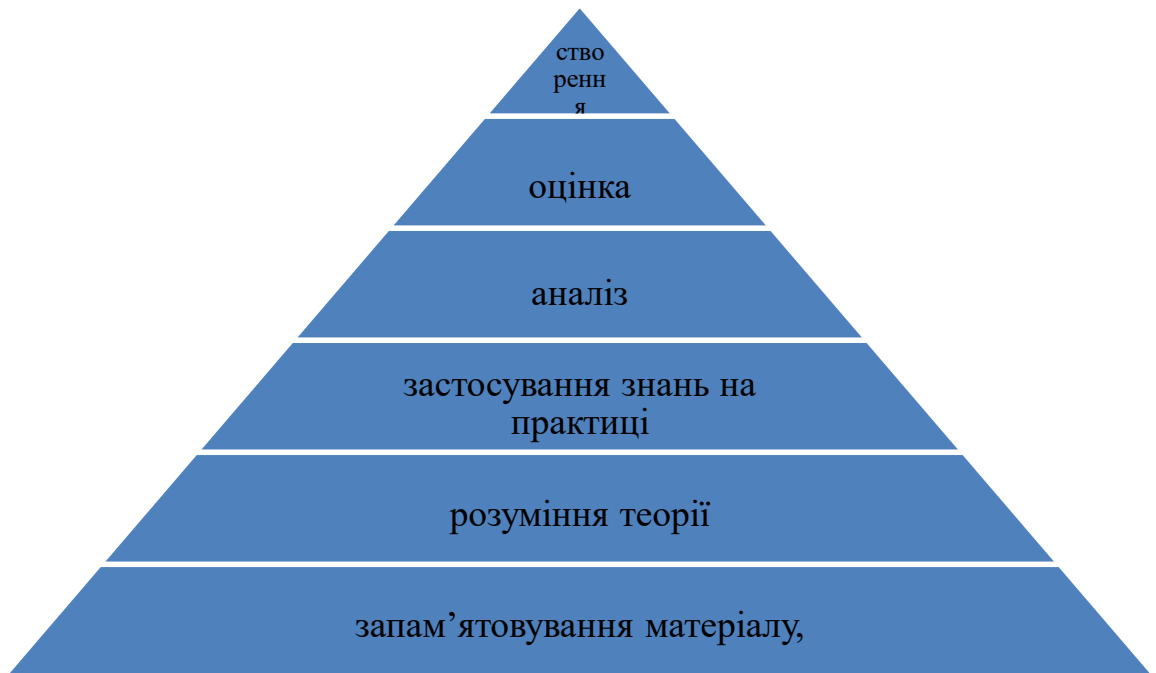 ство
ренн
я
оцінка
аналіз
застосування знань на
практиці
розуміння теорії
запам’ятовування матеріалу,